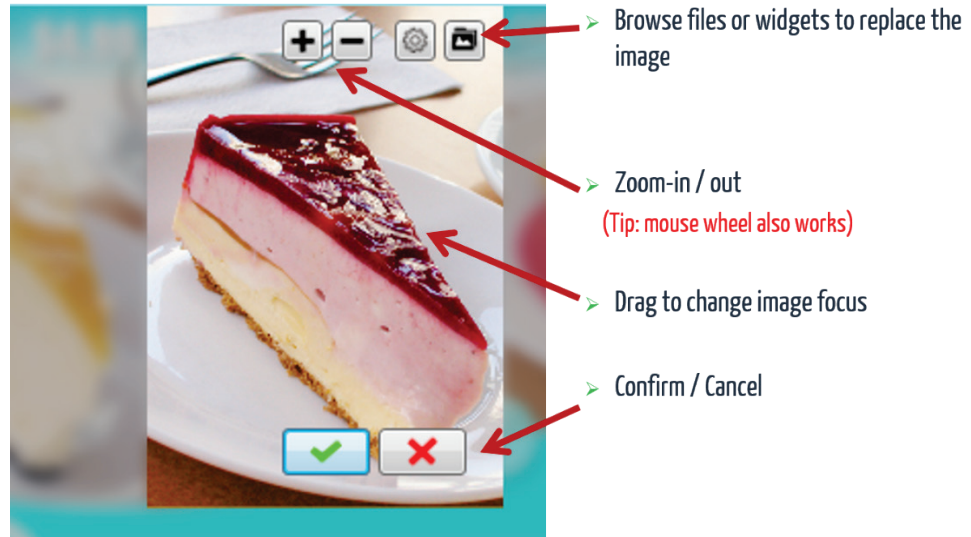 Browse files or widgets to replace the
image
Zoom-in / out
(Tip: mouse wheel also works)
Drag to change image focus
Confirm / Cancel